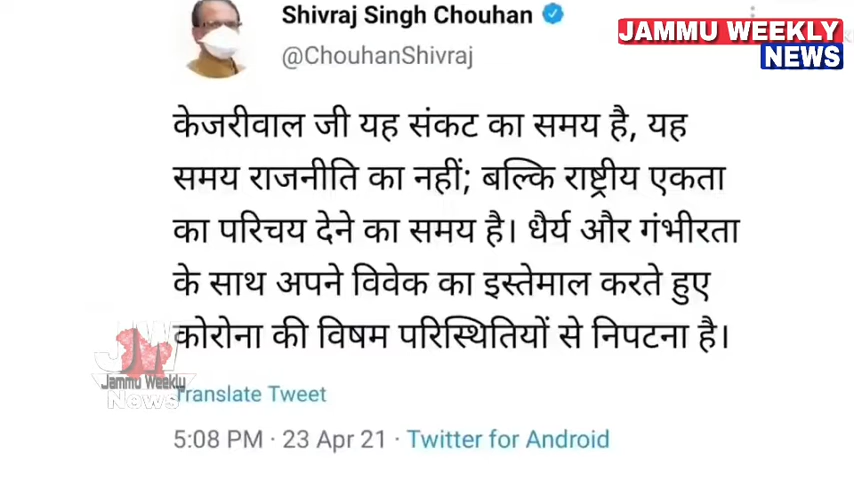 Shivraj Singh Chouhan
@ChouhanShivraj
JAMMU WEEKLY
NEWS
केजरीवाल जी यह संकट का समय है, यह
समय राजनीति का नहीं; बल्कि राष्ट्रीय एकता
का परिचय देने का समय है। धैर्य और गंभीरता
के साथ अपने विवेक का इस्तेमाल करते हुए
कोरोना की विषम परिस्थितियों से निपटना है।
JW
Jammu Weekly
News
Translate Tweet
5:08 PM · 23 Apr 21 · Twitter for Android